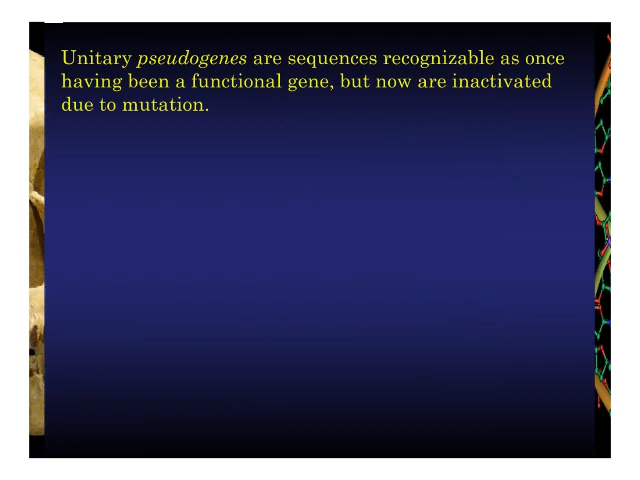 Unitary pseudogenes are sequences recognizable as once
having been a functional gene, but now are inactivated
due to mutation.